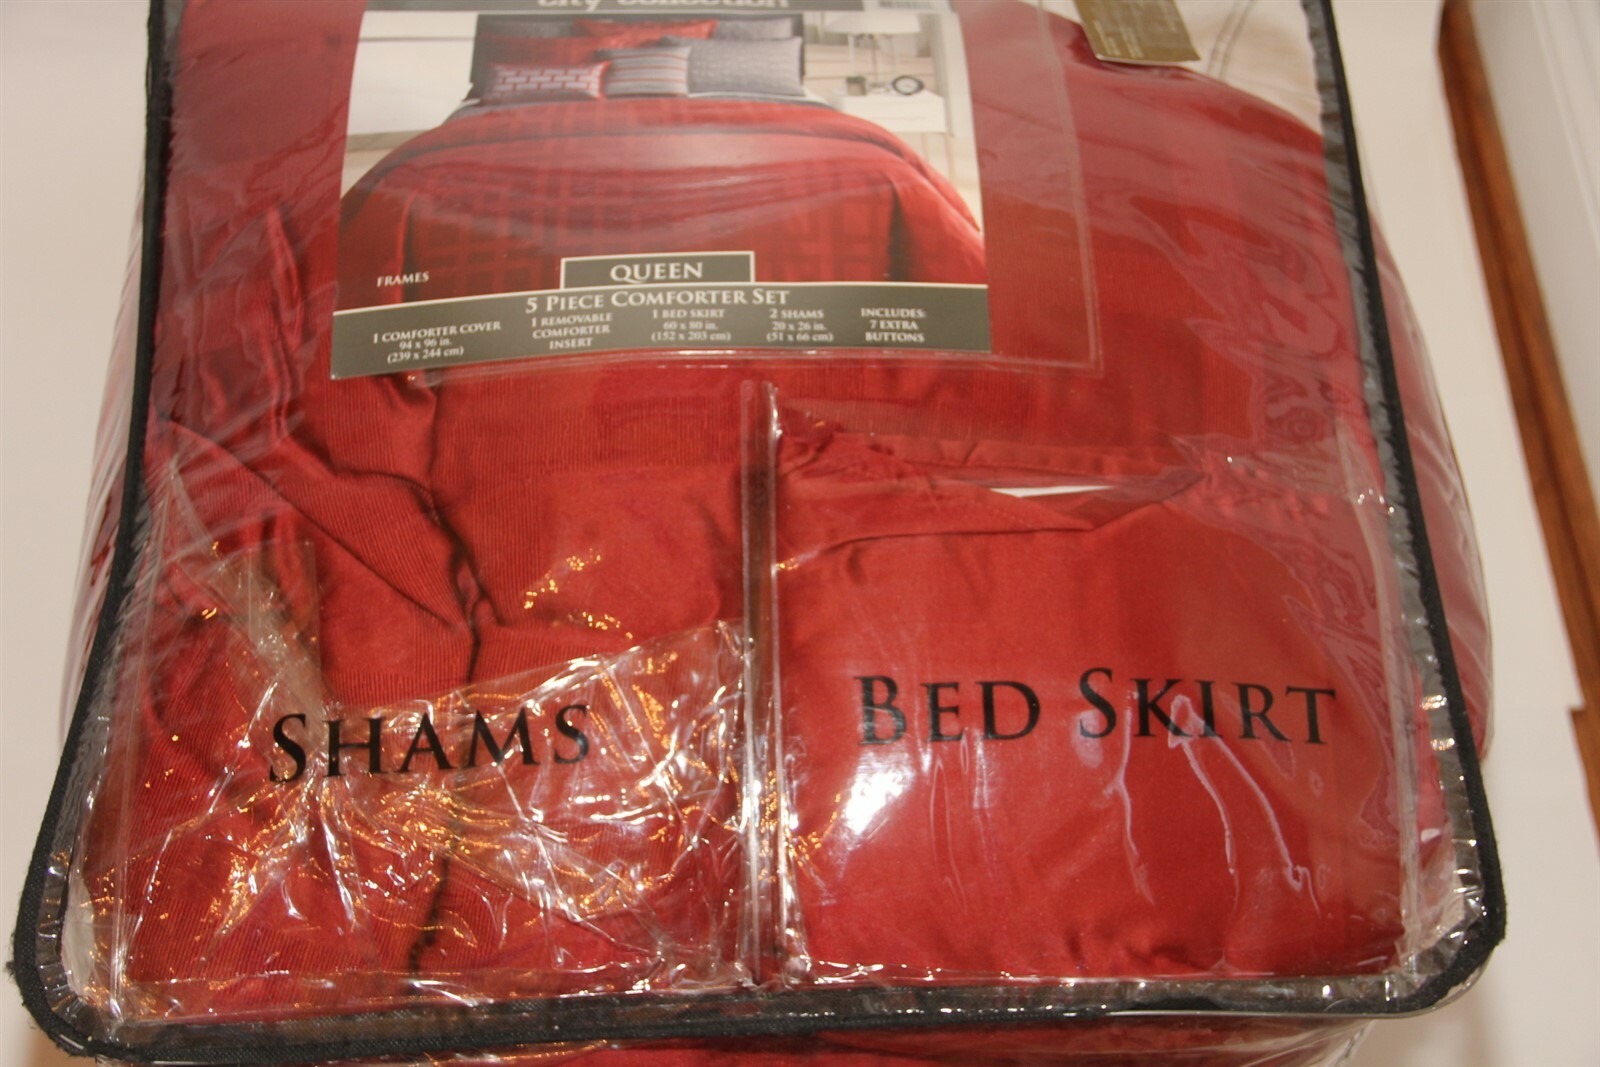 city collection
FRAMES
QUEEN
5 PIECE COMFORTER SET
1 COMFORTER COVER
94 x 96 in.
(239 x 244 cm)
1 REMOVABLE
COMFORTER
INSERT
1 BED SKIRT
60 x 80 in.
(152 x 203 cm)
2 SHAMS
20 x 26 in.
(51 x 66 cm)
INCLUDES:
7 EXTRA
BUTTONS
SHAMS
BED SKIRT